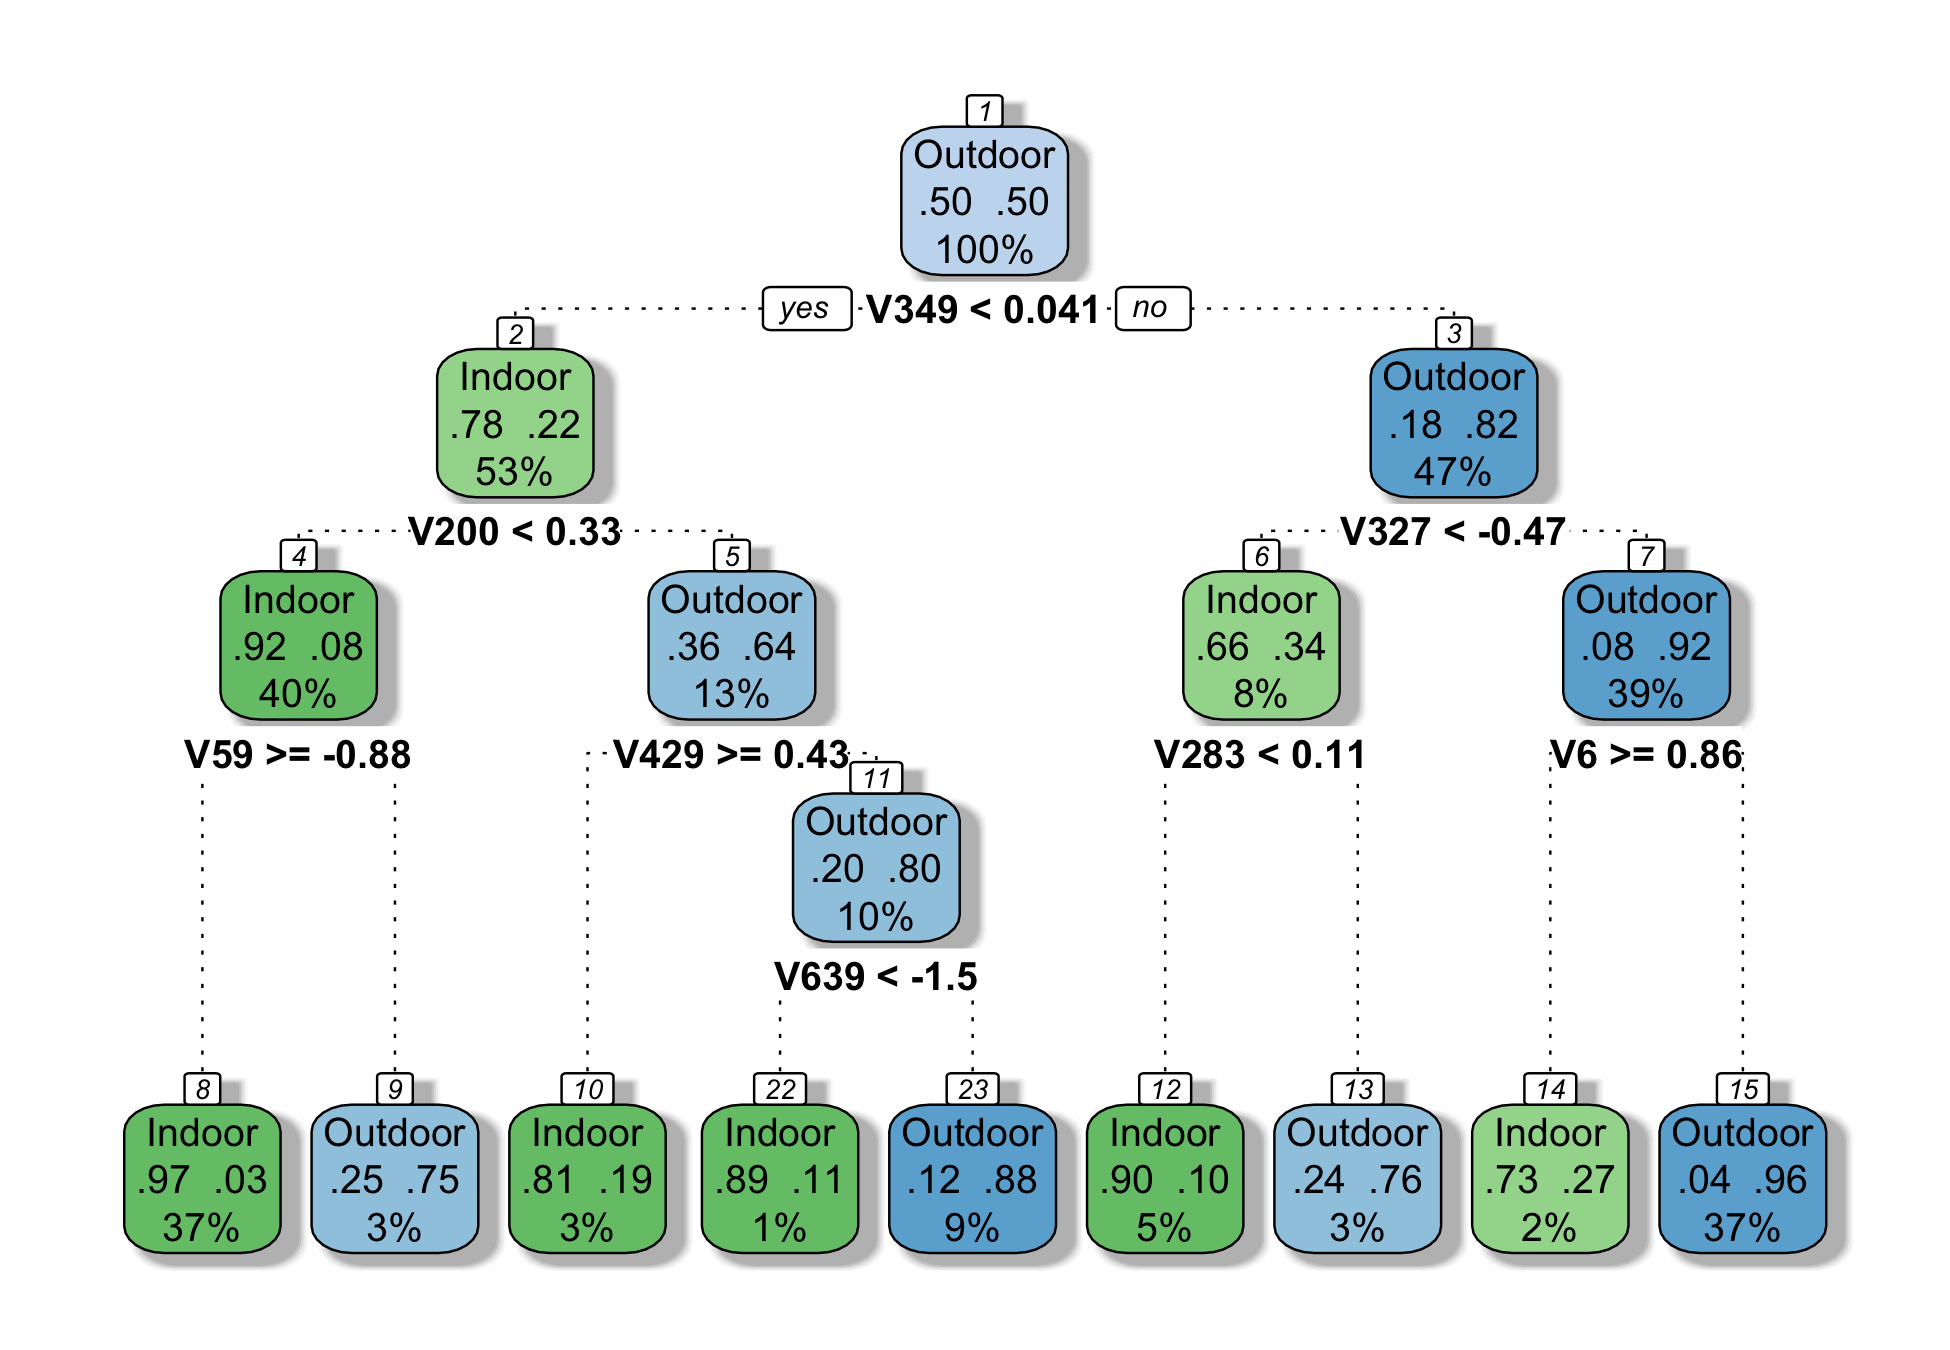 1
Outdoor
.50 .50
100%
yes V349 < 0.041 no
2
Indoor
.78 .22
53%
3
Outdoor
.18 .82
47%
V200 < 0.33
V327 < -0.47
4
Indoor
.92 .08
40%
5
Outdoor
.36 .64
13%
6
Indoor
.66 .34
8%
7
Outdoor
.08 .92
39%
V59 >= -0.88
V429 >= 0.43
V283 < 0.11
V6 >= 0.86
11
Outdoor
.20 .80
10%
V639 < -1.5
8
Indoor
.97 .03
37%
9
Outdoor
.25 .75
3%
10
Indoor
.81 .19
3%
22
Indoor
.89 .11
1%
23
Outdoor
.12 .88
9%
12
Indoor
.90 .10
5%
13
Outdoor
.24 .76
3%
14
Indoor
.73 .27
2%
15
Outdoor
.04 .96
37%